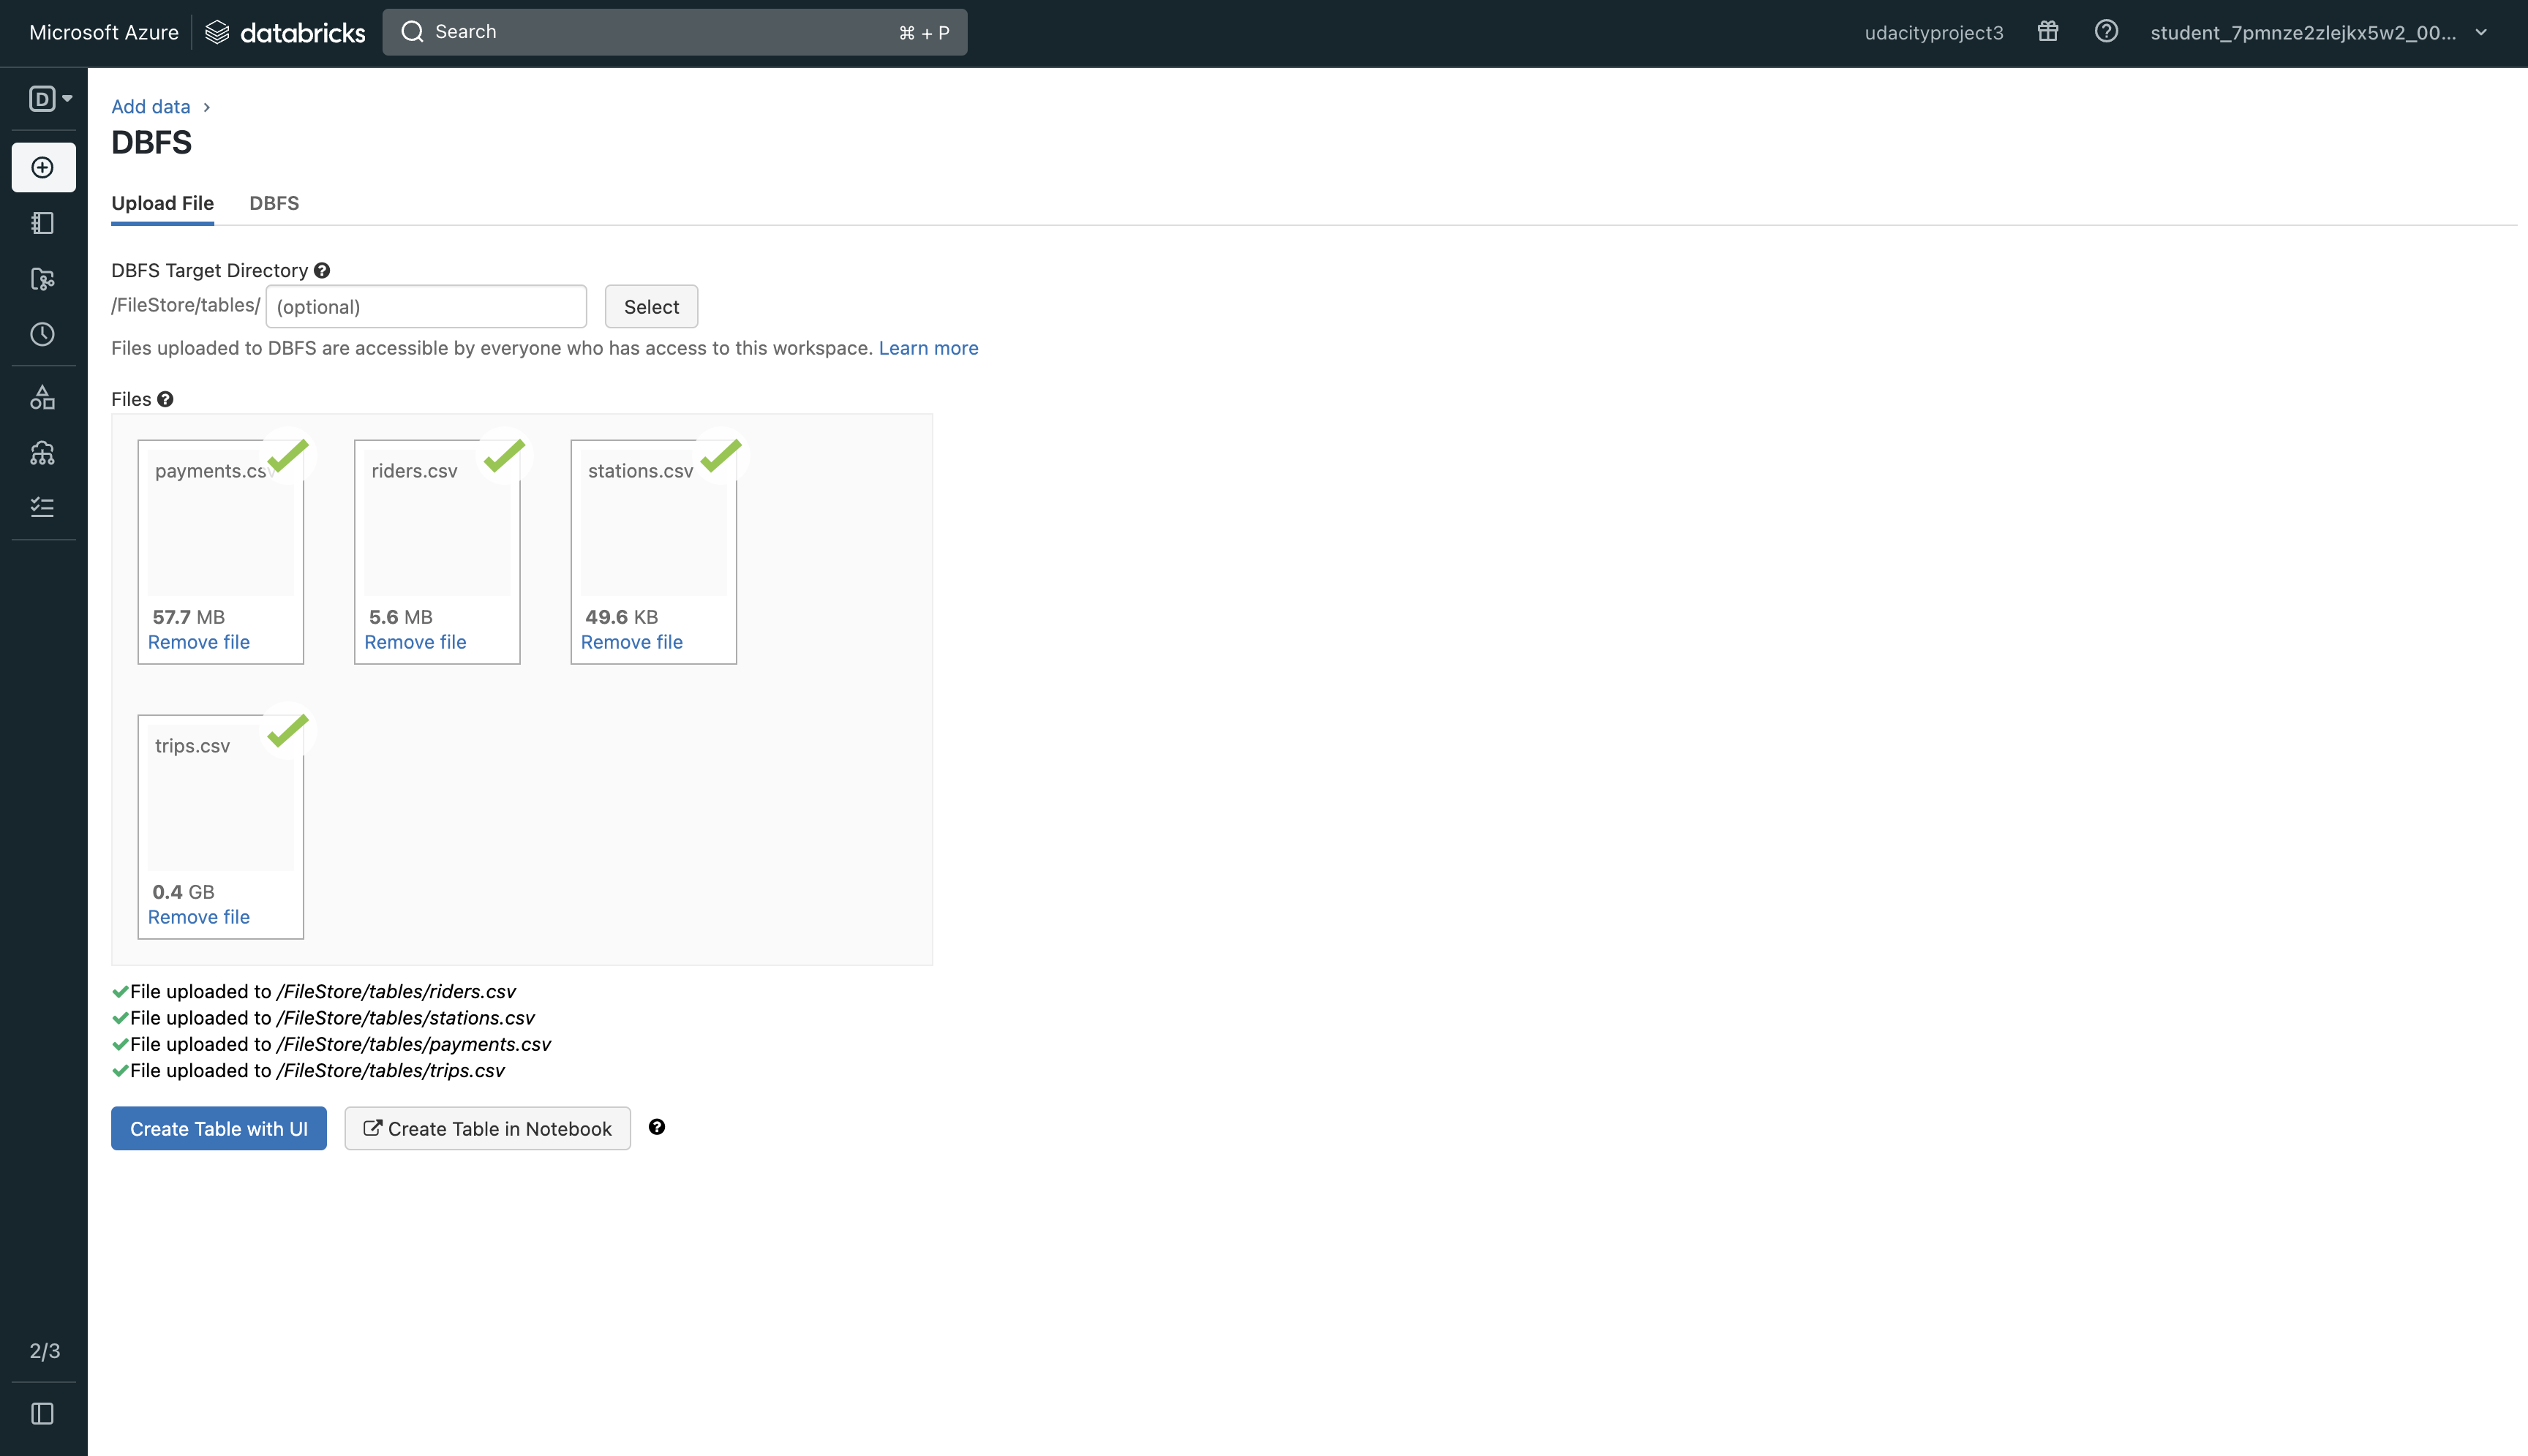 Microsoft Azure databricks Search ⌘ + P udacityproject3 student_7pmnze2zlejkx5w2_00...
D
Add data >
DBFS
Upload File DBFS
DBFS Target Directory ?
/FileStore/tables/ (optional) Select
Files uploaded to DBFS are accessible by everyone who has access to this workspace. Learn more
Files ?
payments.csv riders.csv stations.csv
57.7 MB 5.6 MB 49.6 KB
Remove file Remove file Remove file
trips.csv
0.4 GB
Remove file
File uploaded to /FileStore/tables/riders.csv
File uploaded to /FileStore/tables/stations.csv
File uploaded to /FileStore/tables/payments.csv
File uploaded to /FileStore/tables/trips.csv
Create Table with UI Create Table in Notebook ?
2/3